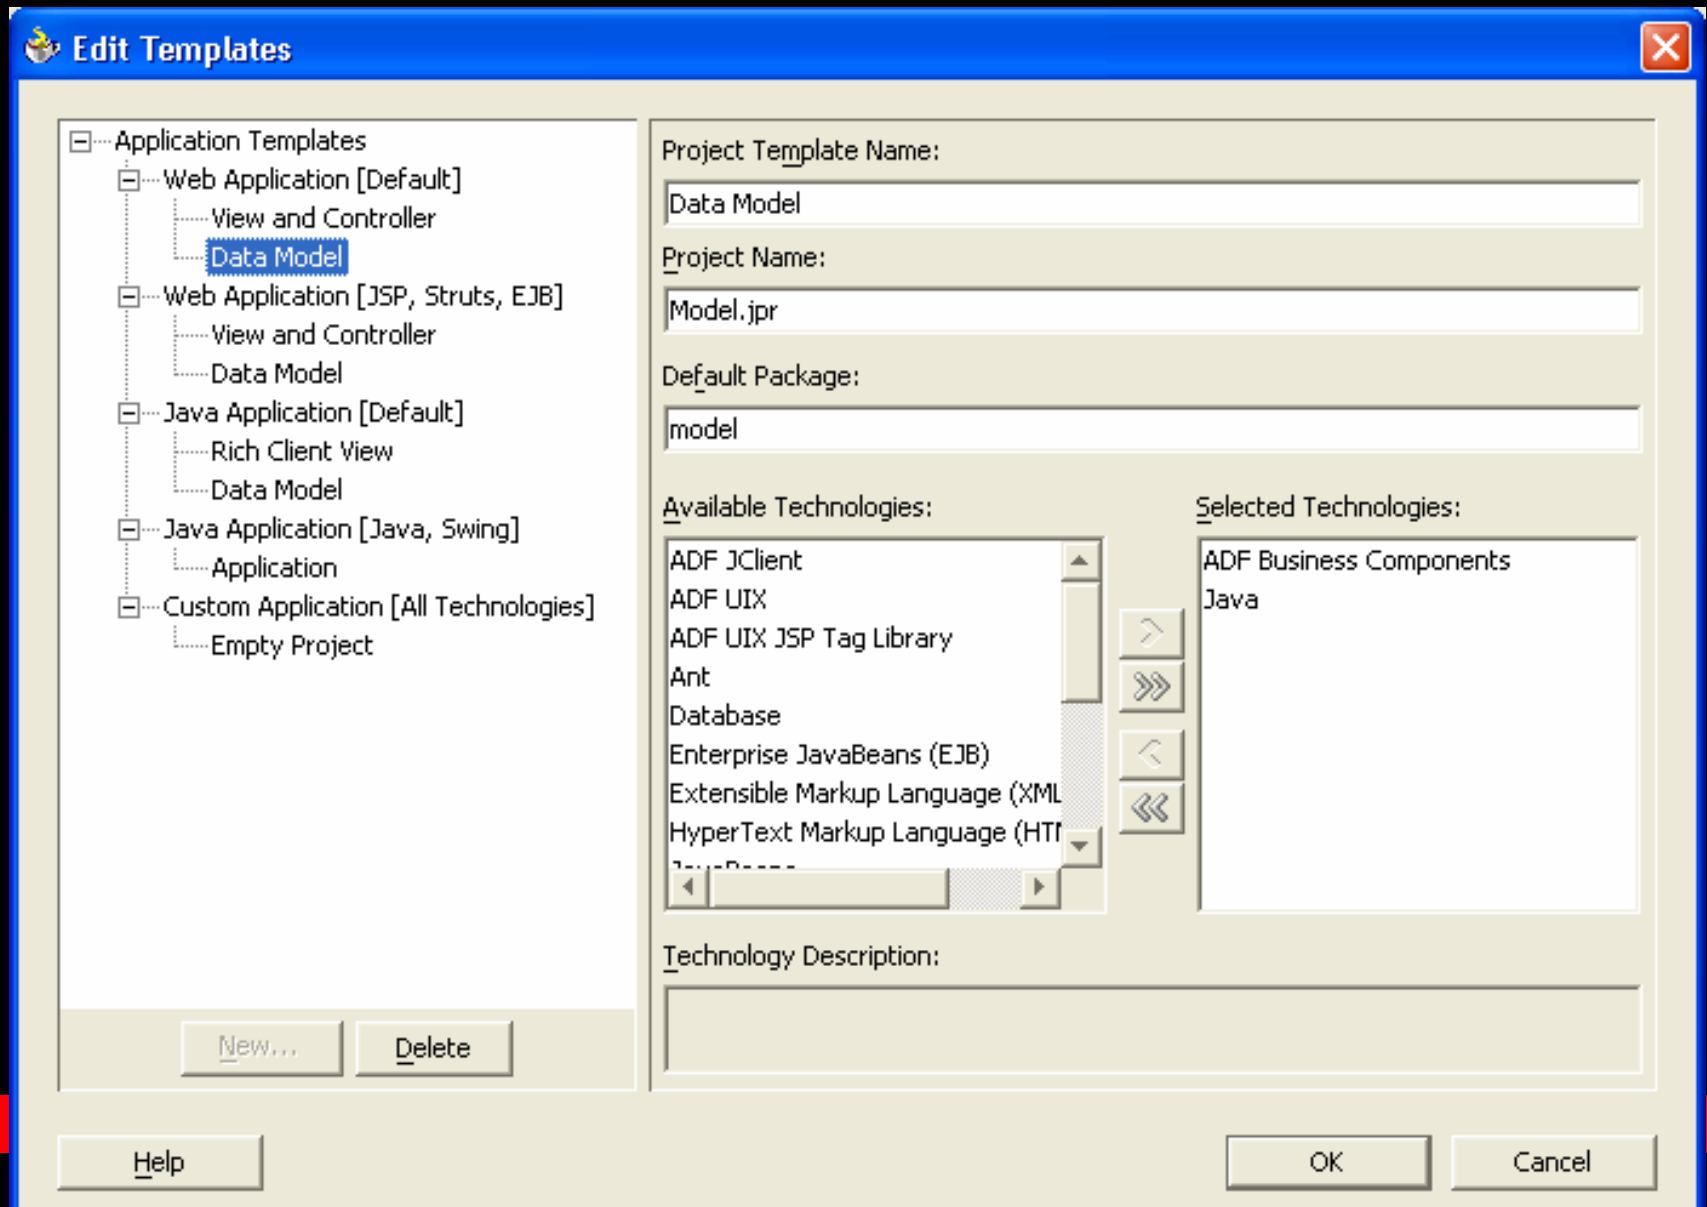 Edit Templates
Application Templates
Web Application [Default]
View and Controller
Data Model
Web Application [JSP, Struts, EJB]
View and Controller
Data Model
Java Application [Default]
Rich Client View
Data Model
Java Application [Java, Swing]
Application
Custom Application [All Technologies]
Empty Project
New...
Delete
Project Template Name:
Data Model
Project Name:
Model.jpr
Default Package:
model
Available Technologies:
ADF JClient
ADF UIX
ADF UIX JSP Tag Library
Ant
Database
Enterprise JavaBeans (EJB)
Extensible Markup Language (XML
HyperText Markup Language (HTM
JavaBeans
Selected Technologies:
ADF Business Components
Java
Technology Description:
Help
OK
Cancel